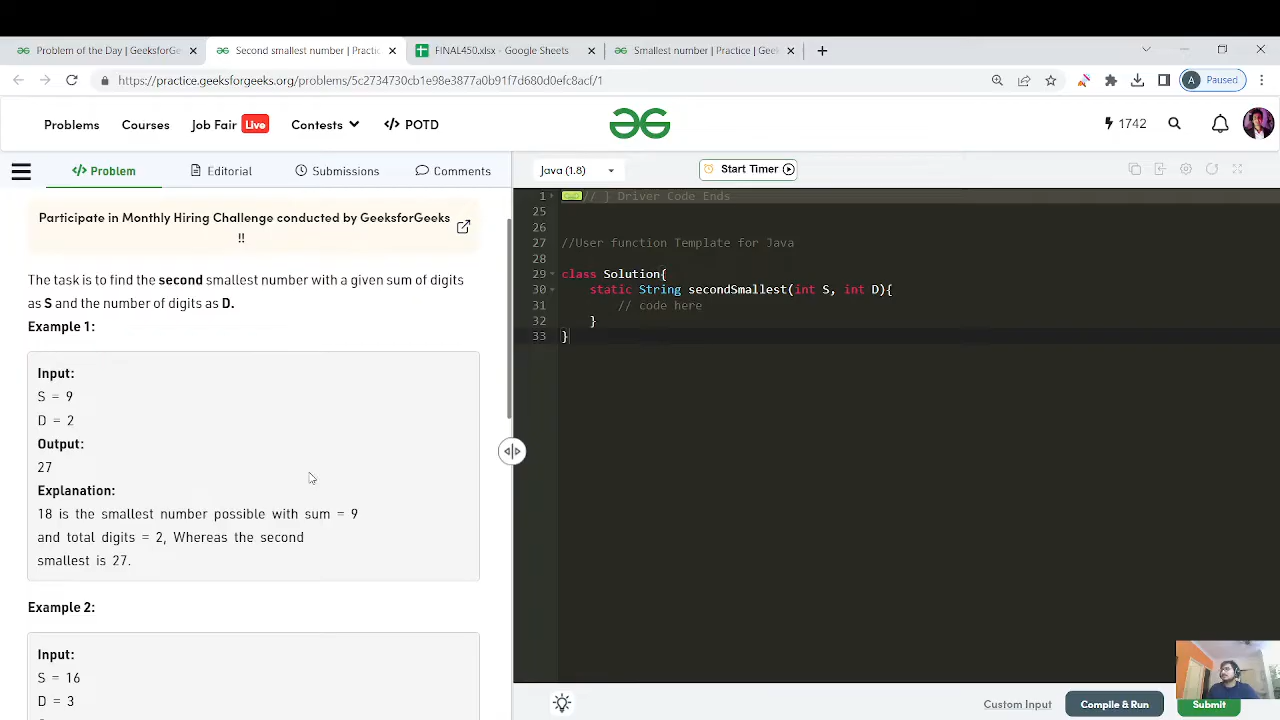 Problem of the Day | GeeksforGe
Second smallest number | Practic
FINAL450.xlsx - Google Sheets
Smallest number | Practice | Geek
https://practice.geeksforgeeks.org/problems/5c2734730cb1e98e3877a0b91f7d680d0efc8acf/1
A Paused
Problems Courses Job Fair Live Contests </> POTD
1742
</> Problem Editorial Submissions Comments
Java (1.8) Start Timer
Participate in Monthly Hiring Challenge conducted by GeeksforGeeks
!!
The task is to find the second smallest number with a given sum of digits
as S and the number of digits as D.
Example 1:
Input:
S = 9
D = 2
Output:
27
Explanation:
18 is the smallest number possible with sum = 9
and total digits = 2, Whereas the second
smallest is 27.
Example 2:
Input:
S = 16
D = 3
1 // } Driver Code Ends
25
26
27 //User function Template for Java
28
29 class Solution{
30 static String secondSmallest(int S, int D){
31 // code here
32 }
33 }
Custom Input Compile & Run Submit